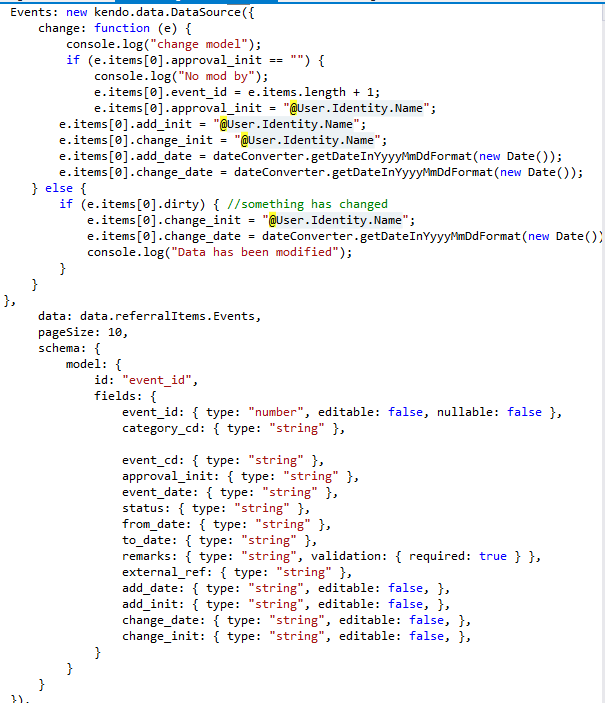 Events: new kendo.data.DataSource({
change: function (e) {
console.log("change model");
if (e.items[0].approval_init == "") {
console.log("No mod by");
e.items[0].event_id = e.items.length + 1;
e.items[0].approval_init = "@User.Identity.Name";
e.items[0].add_init = "@User.Identity.Name";
e.items[0].change_init = "@User.Identity.Name";
e.items[0].add_date = dateConverter.getDateInYyyyMmDdFormat(new Date());
e.items[0].change_date = dateConverter.getDateInYyyyMmDdFormat(new Date());
} else {
if (e.items[0].dirty) { //something has changed
e.items[0].change_init = "@User.Identity.Name";
e.items[0].change_date = dateConverter.getDateInYyyyMmDdFormat(new Date())
console.log("Data has been modified");
}
}
},
data: data.referralItems.Events,
pageSize: 10,
schema: {
model: {
id: "event_id",
fields: {
event_id: { type: "number", editable: false, nullable: false },
category_cd: { type: "string" },
event_cd: { type: "string" },
approval_init: { type: "string" },
event_date: { type: "string" },
status: { type: "string" },
from_date: { type: "string" },
to_date: { type: "string" },
remarks: { type: "string", validation: { required: true } },
external_ref: { type: "string" },
add_date: { type: "string", editable: false, },
add_init: { type: "string", editable: false, },
change_date: { type: "string", editable: false, },
change_init: { type: "string", editable: false, },
}
}
}
}),